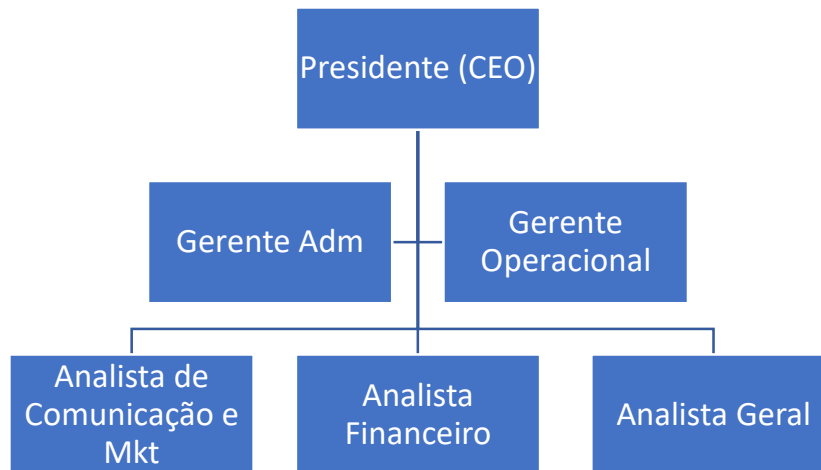 Presidente (CEO)
Gerente Adm
Gerente
Operacional
Analista de
Comunicação e
Mkt
Analista
Financeiro
Analista Geral